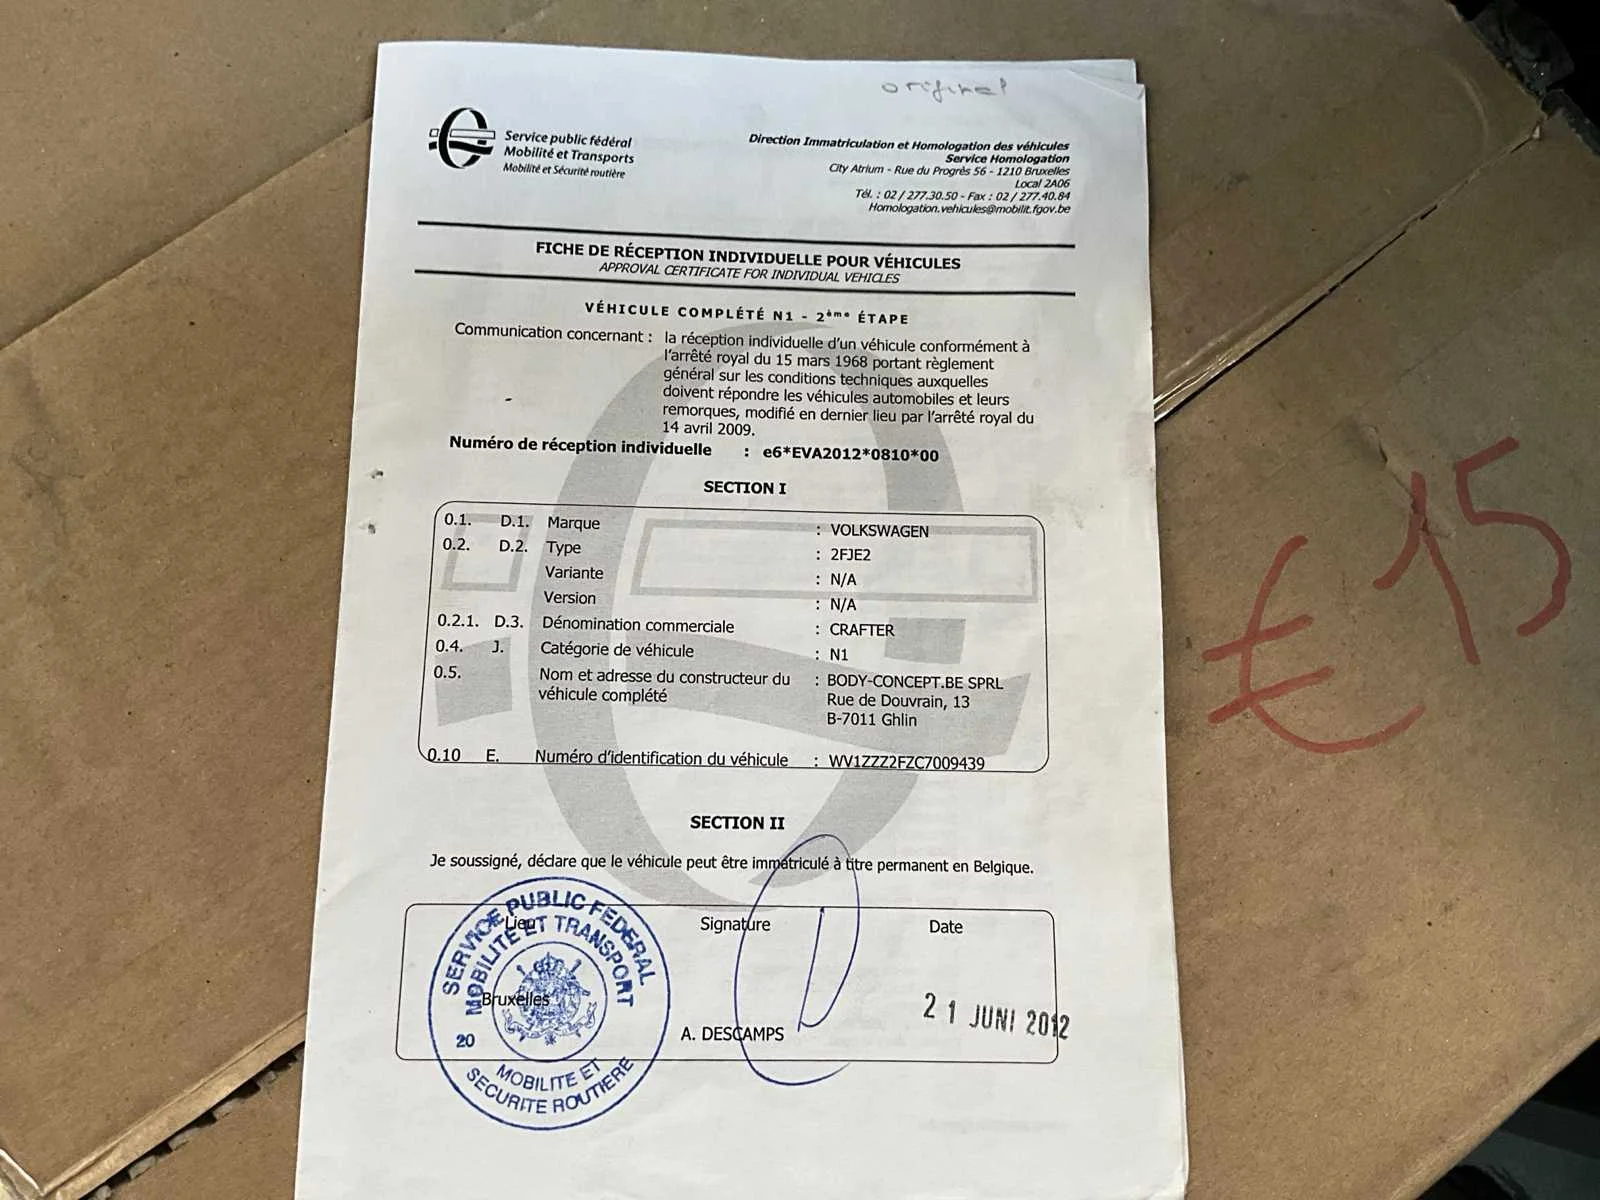 original
Service public fédéral
Mobilité et Transports
Mobilité et Sécurité routière
Direction Immatriculation et Homologation des véhicules
Service Homologation
City Atrium - Rue du Progrès 56 - 1210 Bruxelles
Local 2A06
Tél. : 02 / 277.30.50 - Fax : 02 / 277.40.84
Homologation.vehicules@mobilit.fgov.be
FICHE DE RÉCEPTION INDIVIDUELLE POUR VÉHICULES
APPROVAL CERTIFICATE FOR INDIVIDUAL VEHICLES
VÉHICULE COMPLÉTÉ N1 - 2ème ÉTAPE
Communication concernant : la réception individuelle d'un véhicule conformément à
l'arrêté royal du 15 mars 1968 portant règlement
général sur les conditions techniques auxquelles
doivent répondre les véhicules automobiles et leurs
remorques, modifié en dernier lieu par l'arrêté royal du
14 avril 2009.
Numéro de réception individuelle : e6*EVA2012*0810*00
SECTION I
0.1. D.1. Marque : VOLKSWAGEN
0.2. D.2. Type : 2FJE2
Variante : N/A
Version : N/A
0.2.1. D.3. Dénomination commerciale : CRAFTER
0.4. J. Catégorie de véhicule : N1
0.5. Nom et adresse du constructeur du : BODY-CONCEPT.BE SPRL
véhicule complété Rue de Douvrain, 13
B-7011 Ghlin
0.10 E. Numéro d'identification du véhicule : WV1ZZZ2FZC7009439
SECTION II
Je soussigné, déclare que le véhicule peut être immatriculé à titre permanent en Belgique.
Lieu Signature Date
Bruxelles
A. DESCAMPS
21 JUNI 2012
SERVICE PUBLIC FEDERAL
MOBILITE ET TRANSPORT
20
MOBILITE ET
SECURITE ROUTIERE
€ 15